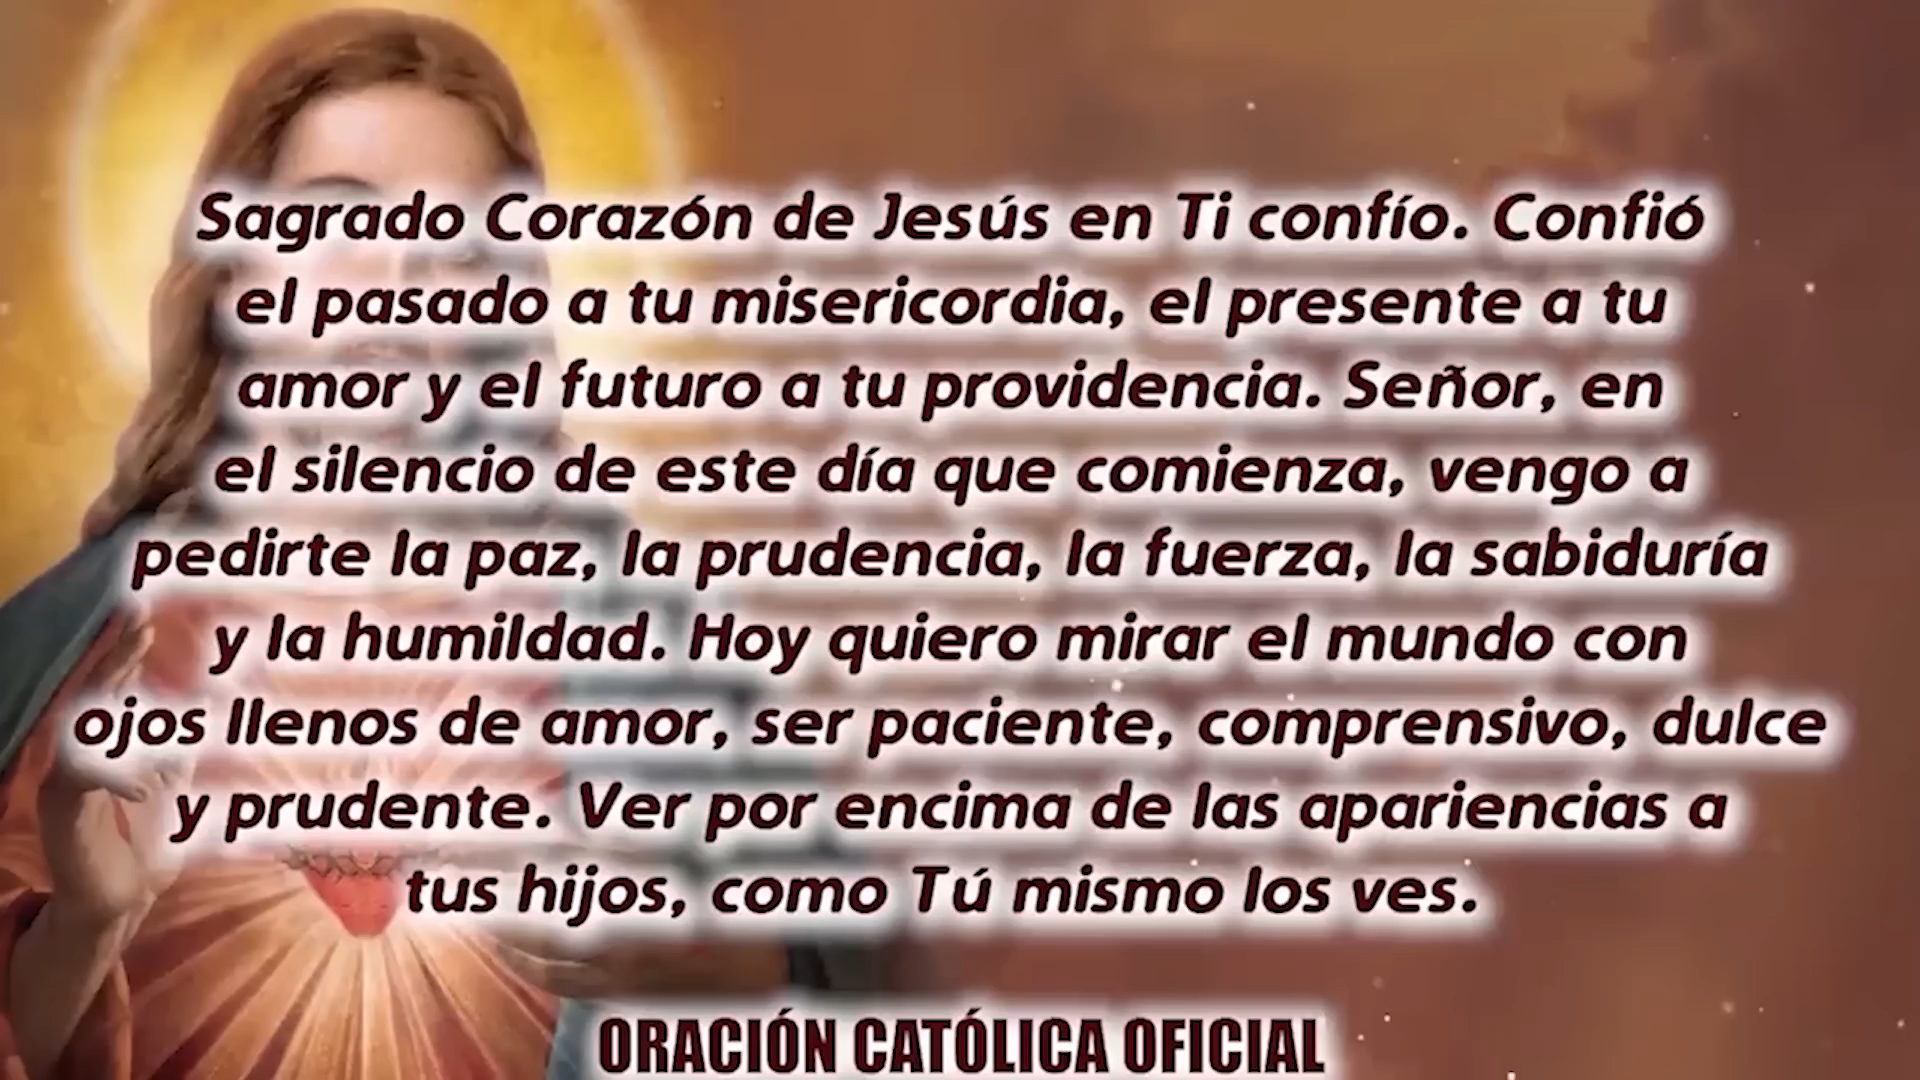 Sagrado Corazón de Jesús en Ti confío. Confió
el pasado a tu misericordia, el presente a tu
amor y el futuro a tu providencia. Señor, en
el silencio de este día que comienza, vengo a
pedirte la paz, la prudencia, la fuerza, la sabiduría
y la humildad. Hoy quiero mirar el mundo con
ojos llenos de amor, ser paciente, comprensivo, dulce
y prudente. Ver por encima de las apariencias a
tus hijos, como Tú mismo los ves.
ORACIÓN CATÓLICA OFICIAL